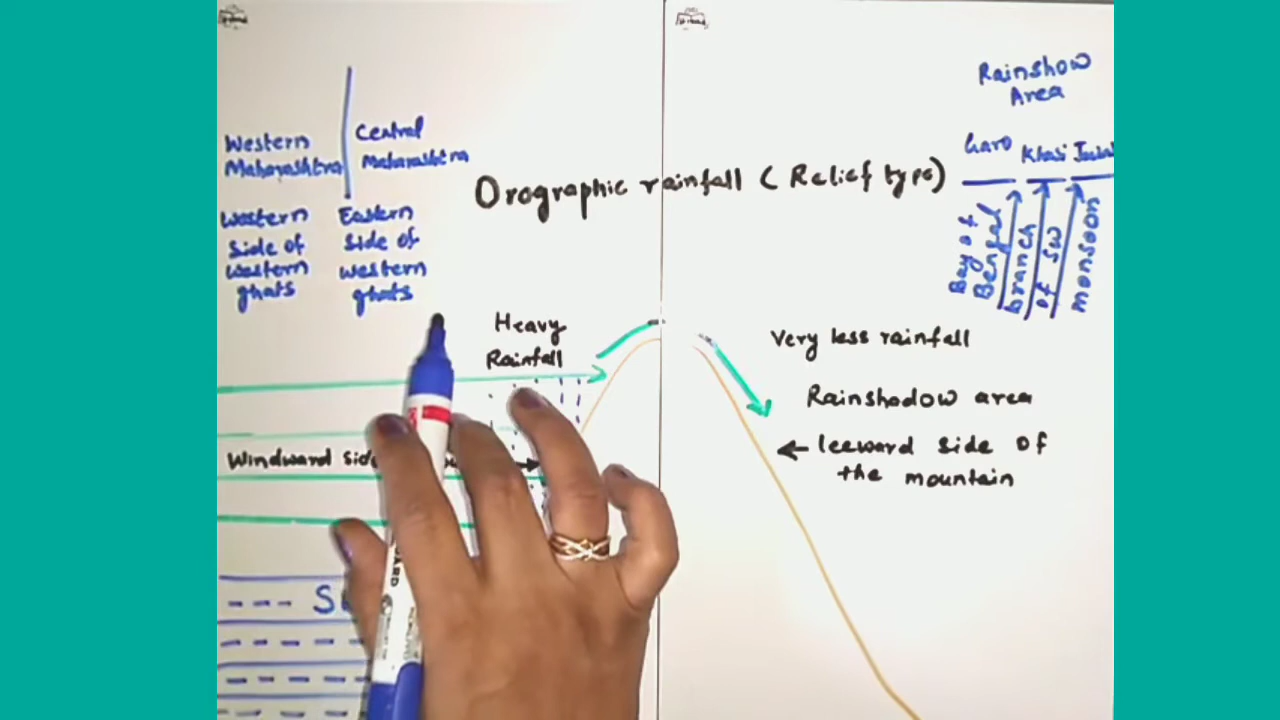 Western
Maharashtra
Central
Maharashtra
Western
Side of
western
ghats
Eastern
Side of
western
ghats
Orographic rainfall (Relief type)
Rainshow
Area
Garo Khasi
Bay of
Bengal
branch
of SW
monsoon
Heavy
Rainfall
Windward
Very less rainfall
Rainshadow area
leeward side of
the mountain